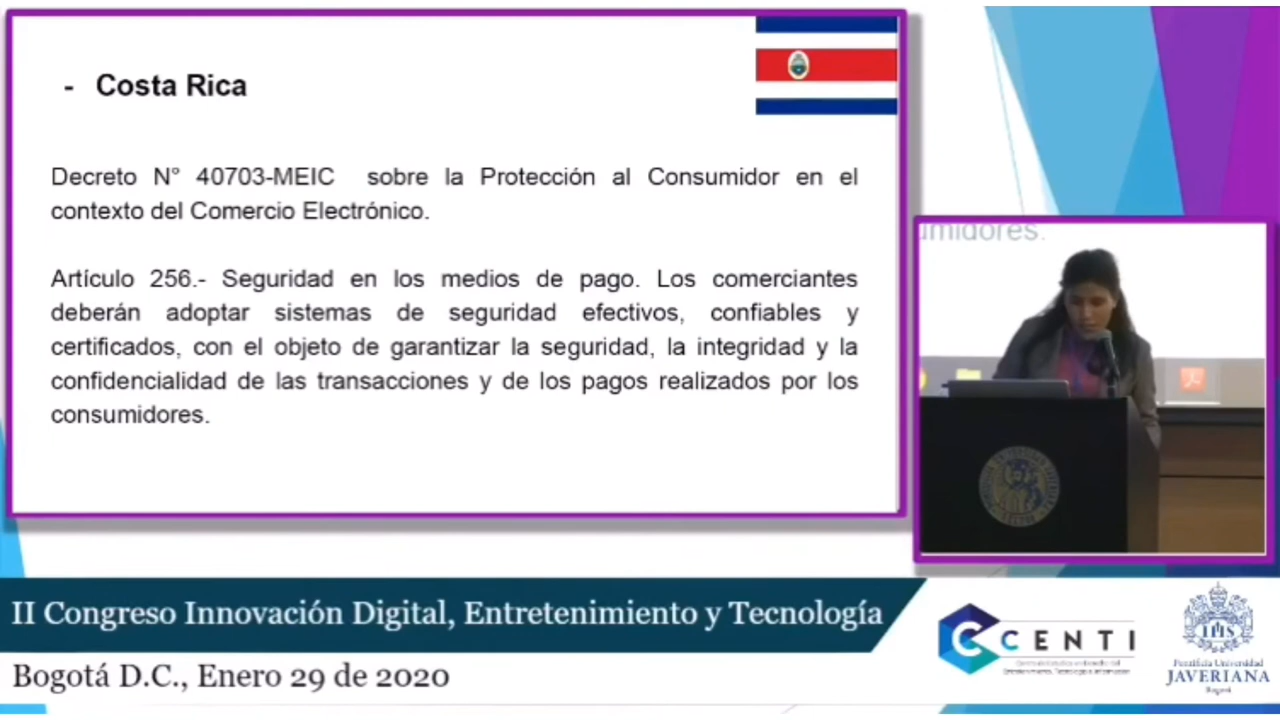 - Costa Rica
Decreto N° 40703-MEIC sobre la Protección al Consumidor en el
contexto del Comercio Electrónico.
Artículo 256.- Seguridad en los medios de pago. Los comerciantes
deberán adoptar sistemas de seguridad efectivos, confiables y
certificados, con el objeto de garantizar la seguridad, la integridad y la
confidencialidad de las transacciones y de los pagos realizados por los
consumidores.
umidores.
II Congreso Innovación Digital, Entretenimiento y Tecnología
Bogotá D.C., Enero 29 de 2020
CENTI
IHS
Pontificia Universidad
JAVERIANA
Bogotá